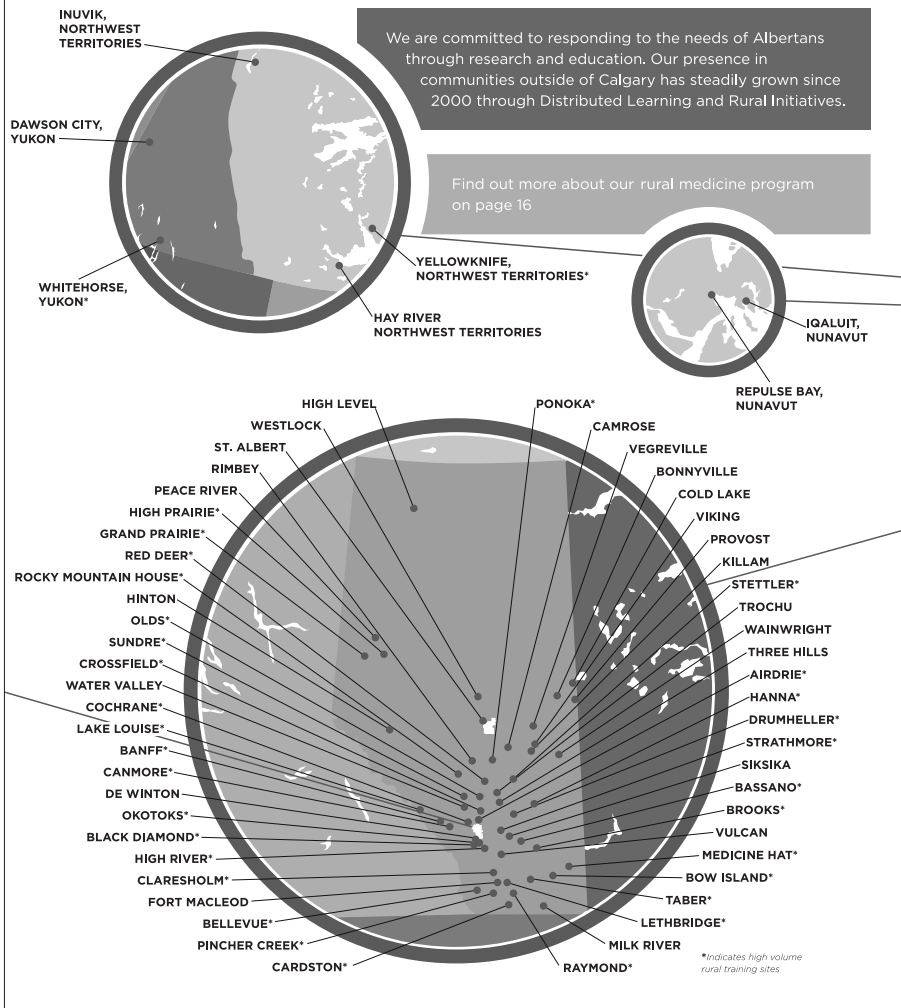 INUVIK,
NORTHWEST
TERRITORIES
We are committed to responding to the needs of Albertans
through research and education. Our presence in
communities outside of Calgary has steadily grown since
2000 through Distributed Learning and Rural Initiatives.
DAWSON CITY,
YUKON
Find out more about our rural medicine program
on page 16
WHITEHORSE,
YUKON*
YELLOWKNIFE,
NORTHWEST TERRITORIES*
HAY RIVER
NORTHWEST TERRITORIES
IQALUIT,
NUNAVUT
REPULSE BAY,
NUNAVUT
HIGH LEVEL
WESTLOCK
ST. ALBERT
RIMBEY
PEACE RIVER
HIGH PRAIRIE*
GRAND PRAIRIE*
RED DEER*
ROCKY MOUNTAIN HOUSE*
HINTON
OLDS*
SUNDRE*
CROSSFIELD*
WATER VALLEY
COCHRANE*
LAKE LOUISE*
BANFF*
CANMORE*
DE WINTON
OKOTOKS*
BLACK DIAMOND*
HIGH RIVER*
CLARESHOLM*
FORT MACLEOD
BELLEVUE*
PINCHER CREEK*
CARDSTON*
PONOKA*
CAMROSE
VEGREVILLE
BONNYVILLE
COLD LAKE
VIKING
PROVOST
KILLAM
STETTLER*
TROCHU
WAINWRIGHT
THREE HILLS
AIRDRIE*
HANNA*
DRUMHELLER*
STRATHMORE*
SIKSIKA
BASSANO*
BROOKS*
VULCAN
MEDICINE HAT*
BOW ISLAND*
TABER*
LETHBRIDGE*
MILK RIVER
RAYMOND*
*Indicates high volume
rural training sites